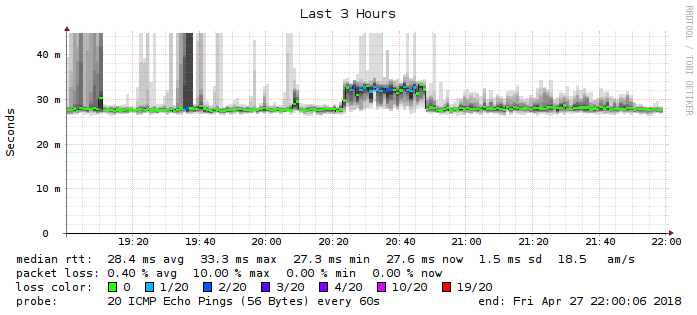 Last 3 Hours
RRDTOOL / TOBI OETIKER
Seconds
40 m
30 m
20 m
10 m
0
19:20 19:40 20:00 20:20 20:40 21:00 21:20 21:40 22:00
median rtt: 28.4 ms avg 33.3 ms max 27.3 ms min 27.6 ms now 1.5 ms sd 18.5 am/s
packet loss: 0.40 % avg 10.00 % max 0.00 % min 0.00 % now
loss color: 0 1/20 2/20 3/20 4/20 10/20 19/20
probe: 20 ICMP Echo Pings (56 Bytes) every 60s end: Fri Apr 27 22:00:06 2018